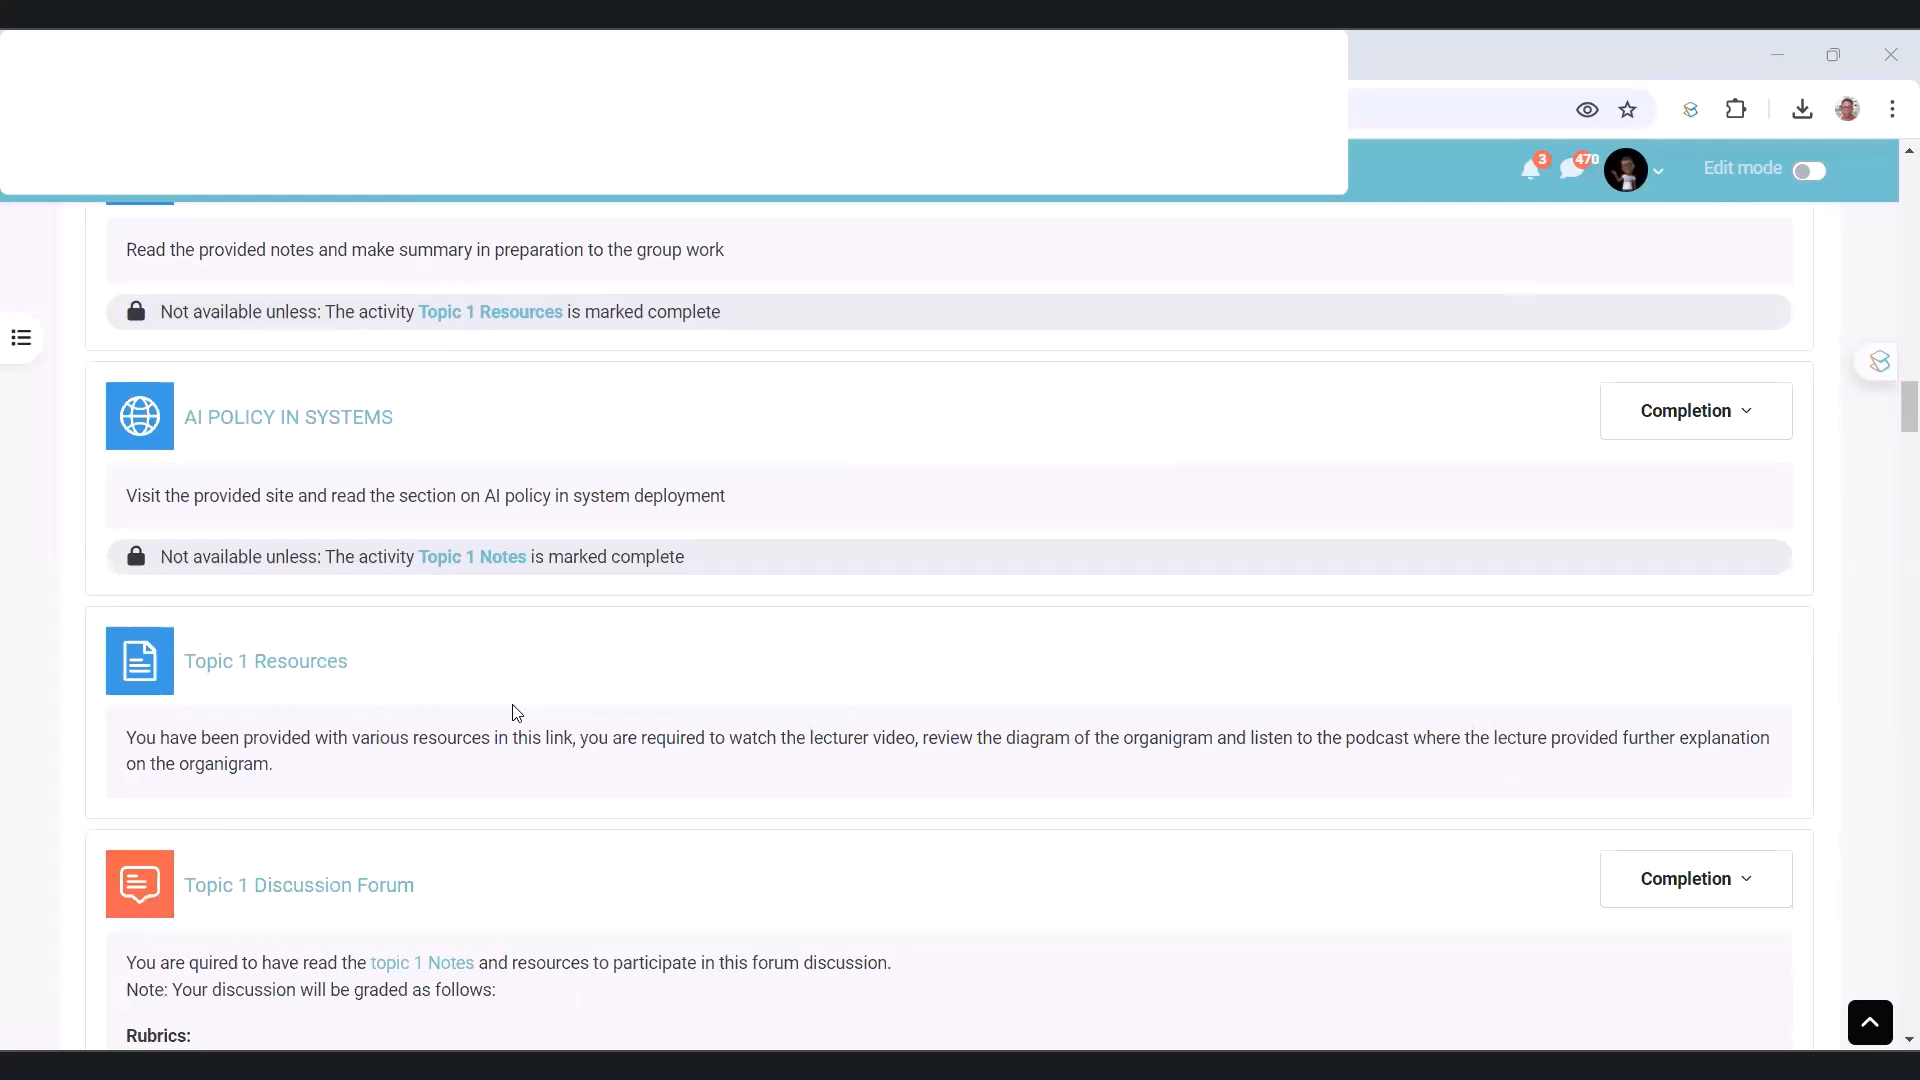 3
470
Edit mode
Read the provided notes and make summary in preparation to the group work
Not available unless: The activity Topic 1 Resources is marked complete
AI POLICY IN SYSTEMS
Completion
Visit the provided site and read the section on AI policy in system deployment
Not available unless: The activity Topic 1 Notes is marked complete
Topic 1 Resources
You have been provided with various resources in this link, you are required to watch the lecturer video, review the diagram of the organigram and listen to the podcast where the lecture provided further explanation
on the organigram.
Topic 1 Discussion Forum
Completion
You are quired to have read the topic 1 Notes and resources to participate in this forum discussion.
Note: Your discussion will be graded as follows:
Rubrics: